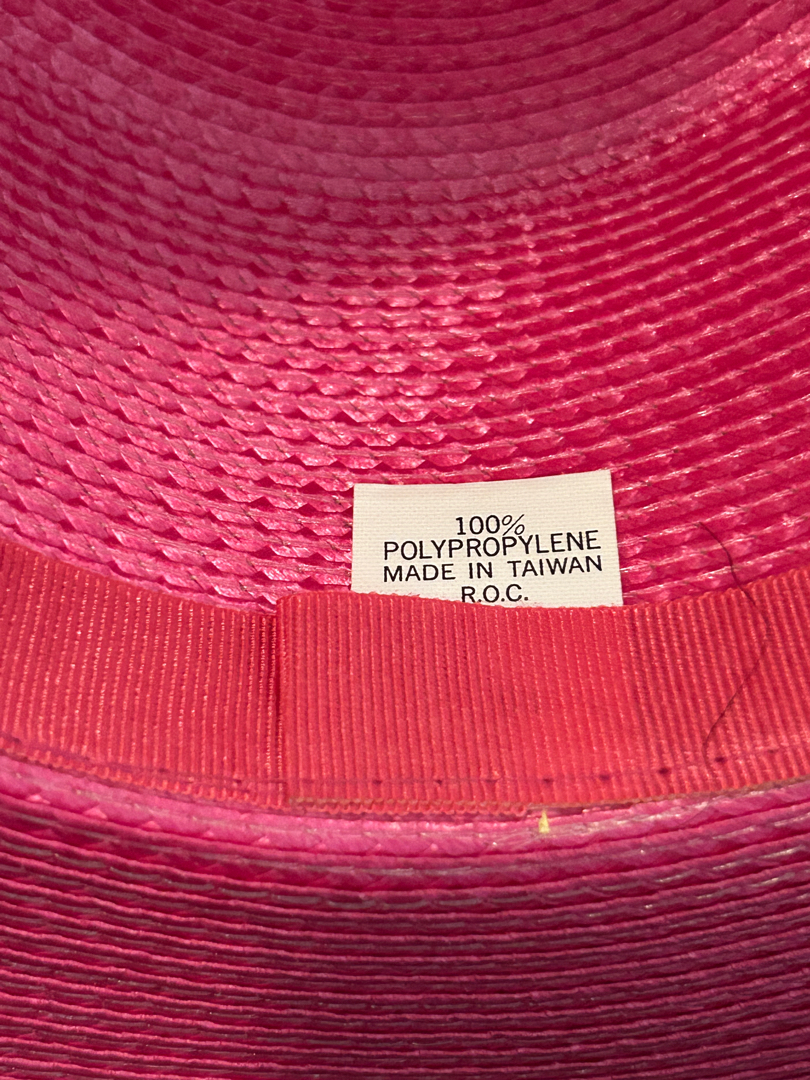 100%
POLYPROPYLENE
MADE IN TAIWAN
R.O.C.